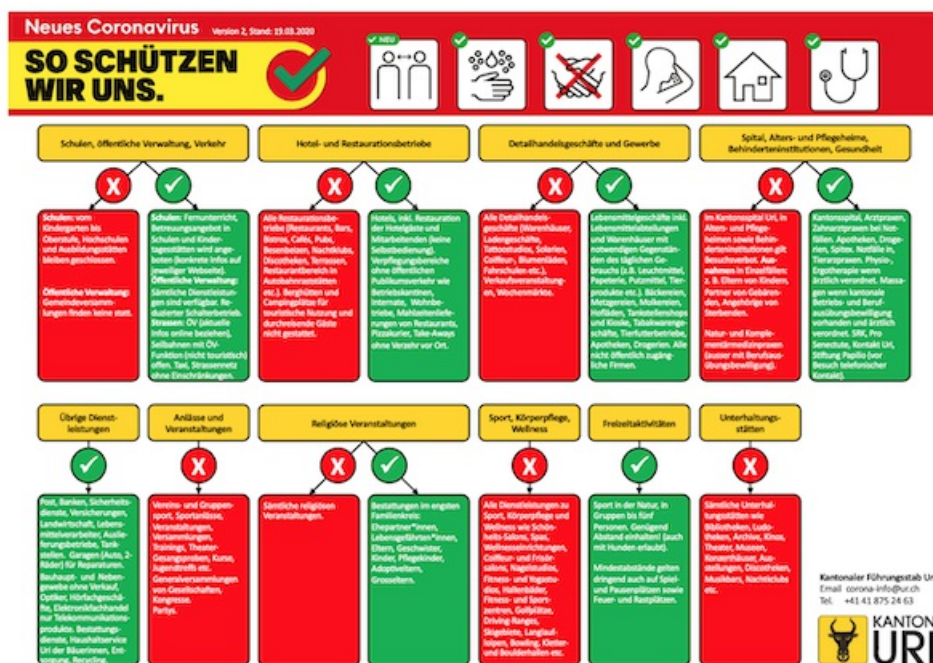 Neues Coronavirus Version 2, Stand: 19.03.2020
SO SCHÜTZEN
WIR UNS.
NEU
Schulen, öffentliche Verwaltung, Verkehr
Hotel- und Restaurationsbetriebe
Detailhandelsgeschäfte und Gewerbe
Spital, Alters- und Pflegeheime,
Behinderteninstitutionen, Gesundheit
X
X
X
X
Schulen: vom
Kindergarten bis
Oberstufe, Hochschulen
und Ausbildungsstätten
bleiben geschlossen.
Öffentliche Verwaltung:
Gemeindeversamm-
lungen finden keine statt.
Schulen: Fernunterricht,
Betreuungsangebot in
Schulen und Kinder-
tagesstätten wird ange-
boten (konkrete Infos auf
jeweiliger Webseite).
Öffentliche Verwaltung:
Sämtliche Dienstleistun-
gen sind verfügbar. Re-
duzierter Schalterbetrieb.
Strassen: ÖV (aktuelle
Infos online beziehen),
Seilbahnen mit ÖV-
Funktion (nicht touristisch)
offen. Taxi, Strassennetz
ohne Einschränkungen.
Alle Restaurationsbe-
triebe (Restaurants, Bars,
Bistros, Cafés, Pubs,
Besenbeizen, Nachtklubs,
Discotheken, Terrassen,
Restaurantbereich in
Autobahnraststätten
etc.). Berghütten und
Campingplätze für
touristische Nutzung und
durchreisende Gäste
nicht gestattet.
Hotels, inkl. Restauration
der Hotelgäste und
Mitarbeitenden (keine
Selbstbedienung).
Verpflegungsbereiche
ohne öffentlichen
Publikumsverkehr wie
Betriebskantinen,
Internate, Wohnbe-
triebe, Mahlzeitenliefe-
rungen von Restaurants,
Pizzakurier, Take-Aways
ohne Verzehr vor Ort.
Alle Detailhandels-
geschäfte (Warenhäuser,
Ladengeschäfte,
Tattoostudios, Solarien,
Coiffeur-, Blumenläden,
Fahrschulen etc.),
Verkaufsveranstaltun-
gen, Wochenmärkte.
Lebensmittelgeschäfte inkl.
Lebensmittelabteilungen
und Warenhäuser mit
notwendigen Gegenstän-
den des täglichen Ge-
brauchs (z.B. Leuchtmittel,
Papeterie, Putzmittel, Tier-
produkte etc.). Bäckereien,
Metzgereien, Molkereien,
Hofläden, Tankstellenshops
und Kioske, Tabakwarenge-
schäfte, Tierfutterbetriebe,
Apotheken, Drogerien. Alle
nicht öffentlich zugäng-
liche Firmen.
Im Kantonsspital Uri, in
Alters- und Pflege-
heimen sowie Behin-
derteninstitutionen gilt
Besuchsverbot. Aus-
nahmen in Einzelfällen:
z. B. Eltern von Kindern,
Partner von Gebären-
den, Angehörige von
Sterbenden.
Natur- und Komple-
mentärmedizinpraxen
(ausser mit Berufsaus-
übungsbewilligung).
Kantonsspital, Arztpraxen,
Zahnarztpraxen bei Not-
fällen. Apotheken, Droge-
rien, Spitex. Notfälle in
Tierarztpraxen. Physio-,
Ergotherapie wenn
ärztlich verordnet. Massa-
gen wenn kantonale
Betriebs- und Beruf-
ausübungsbewilligung
vorhanden und ärztlich
verordnet. SRK, Pro
Senectute, Kontakt Uri,
Stiftung Papilio (vor
Besuch telefonischer
Kontakt).
Übrige Dienst-
leistungen
Anlässe und
Veranstaltungen
Religiöse Veranstaltungen
Sport, Körperpflege,
Wellness
Freizeitaktivitäten
Unterhaltungs-
stätten
X
X
X
X
Post, Banken, Sicherheits-
dienste, Versicherungen,
Landwirtschaft, Lebens-
mittelverarbeiter, Auslie-
ferungsbetriebe, Tank-
stellen. Garagen (Auto, 2-
Räder) für Reparaturen.
Bauhaupt- und Neben-
gewebe ohne Verkauf,
Optiker, Hörfachgeschä-
fte, Elektronikfachhandel
nur Telekommunikations-
produkte. Bestattungs-
dienste, Haushaltservice
Uri der Bäuerinnen, Ent-
sorgung, Recycling.
Vereins- und Gruppen-
sport, Sportanlässe,
Veranstaltungen,
Versammlungen,
Trainings, Theater-
Gesangsproben, Kurse,
Jugendtreffs etc.
Generalversammlungen
von Gesellschaften,
Kongresse.
Partys.
Sämtliche religiösen
Veranstaltungen.
Bestattungen im engsten
Familienkreis:
Ehepartner*innen,
Lebensgefährten*innen,
Eltern, Geschwister,
Kinder, Pflegekinder,
Adoptiveltern,
Grosseltern.
Alle Dienstleistungen zu
Sport, Körperpflege und
Wellness wie Schön-
heits-Salons, Spas,
Wellnesseinrichtungen,
Coiffeur- und Frisör-
salons, Nagelstudios,
Fitness- und Yogastu-
dios, Hallenbäder,
Fitness- und Sport-
zentren, Golfplätze,
Driving-Ranges,
Skigebiete, Langlauf-
loipen, Bowling, Kletter-
und Boulderhallen etc.
Sport in der Natur, in
Gruppen bis fünf
Personen. Genügend
Abstand einhalten! (auch
mit Hunden erlaubt).
Mindestabstände gelten
dringend auch auf Spiel-
und Pausenplätzen sowie
Feuer- und Rastplätzen.
Sämtliche Unterhal-
tungsstätten wie
Bibliotheken, Ludo-
theken, Archive, Kinos,
Theater, Museen,
Konzerthäuser, Aus-
stellungen, Discotheken,
Musikbars, Nachtclubs
etc.
Kantonaler Führungsstab Uri
Email corona-info@ur.ch
Tel. +41 41 875 24 63
KANTON
URI